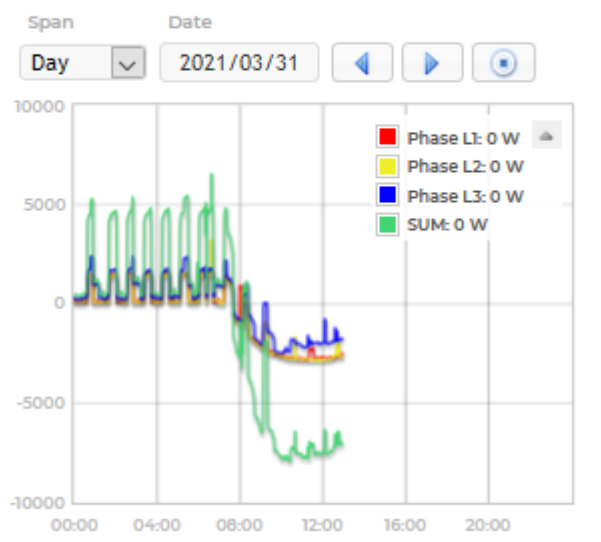 Span Date
Day 2021/03/31
10000
Phase L1: 0 W
Phase L2: 0 W
Phase L3: 0 W
SUM: 0 W
5000
0
-5000
-10000
00:00 04:00 08:00 12:00 16:00 20:00